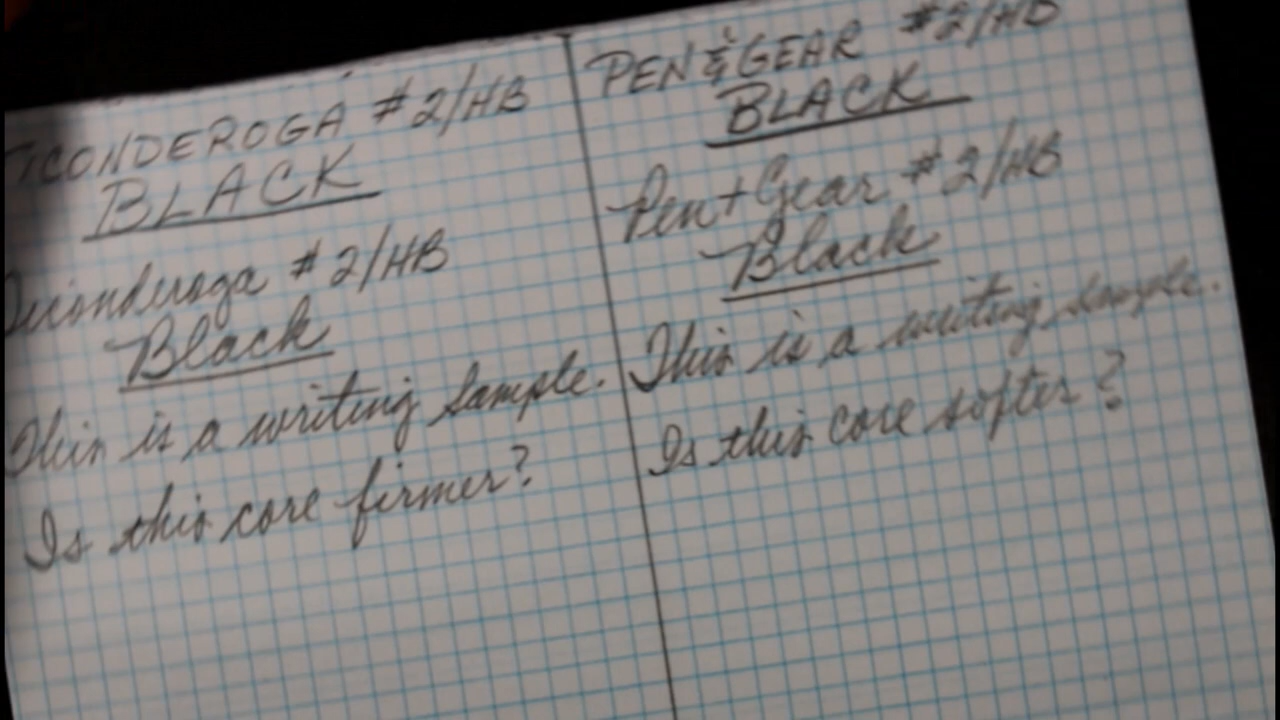 TICONDEROGA #2/HB
BLACK
Ticonderoga #2/HB
Black
This is a writing sample.
Is this core firmer?
PEN & GEAR #2/HB
BLACK
Pen + Gear #2/HB
Black
This is a writing sample.
Is this core softer?